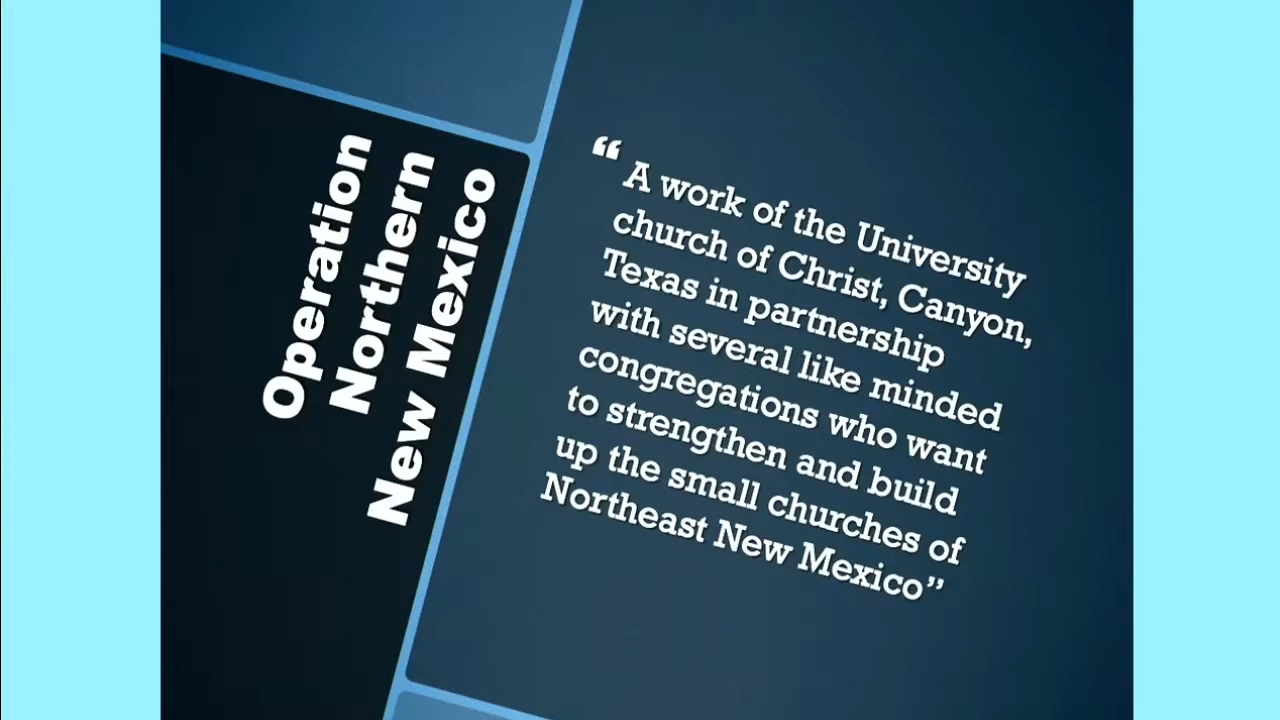 Operation
Northern
New Mexico
“ A work of the University
church of Christ, Canyon,
Texas in partnership
with several like minded
congregations who want
to strengthen and build
up the small churches of
Northeast New Mexico”